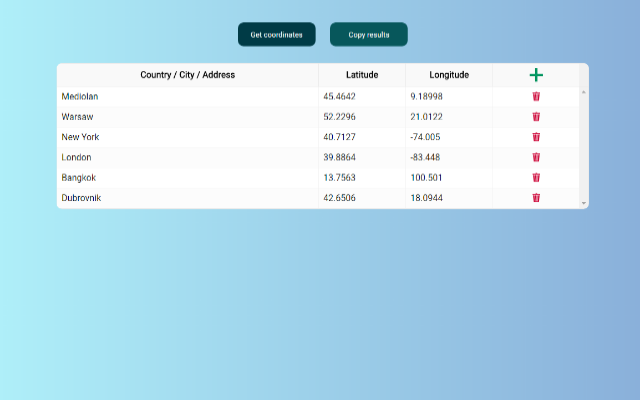 Get coordinates Copy results
Country / City / Address Latitude Longitude
Mediolan 45.4642 9.18998
Warsaw 52.2296 21.0122
New York 40.7127 -74.005
London 39.8864 -83.448
Bangkok 13.7563 100.501
Dubrovnik 42.6506 18.0944